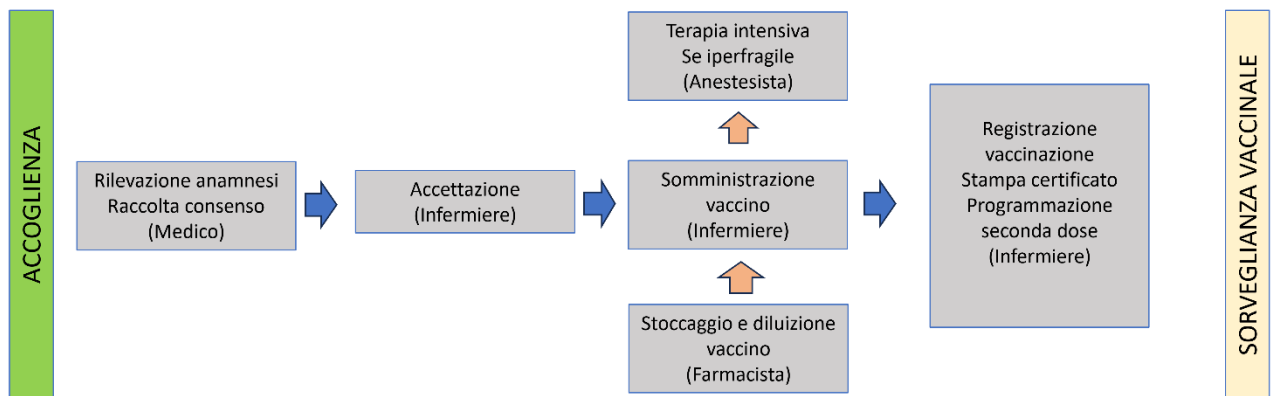 ACCOGLIENZA
Rilevazione anamnesi
Raccolta consenso
(Medico)
Accettazione
(Infermiere)
Terapia intensiva
Se iperfragile
(Anestesista)
Somministrazione
vaccino
(Infermiere)
Stoccaggio e diluizione
vaccino
(Farmacista)
Registrazione
vaccinazione
Stampa certificato
Programmazione
seconda dose
(Infermiere)
SORVEGLIANZA VACCINALE